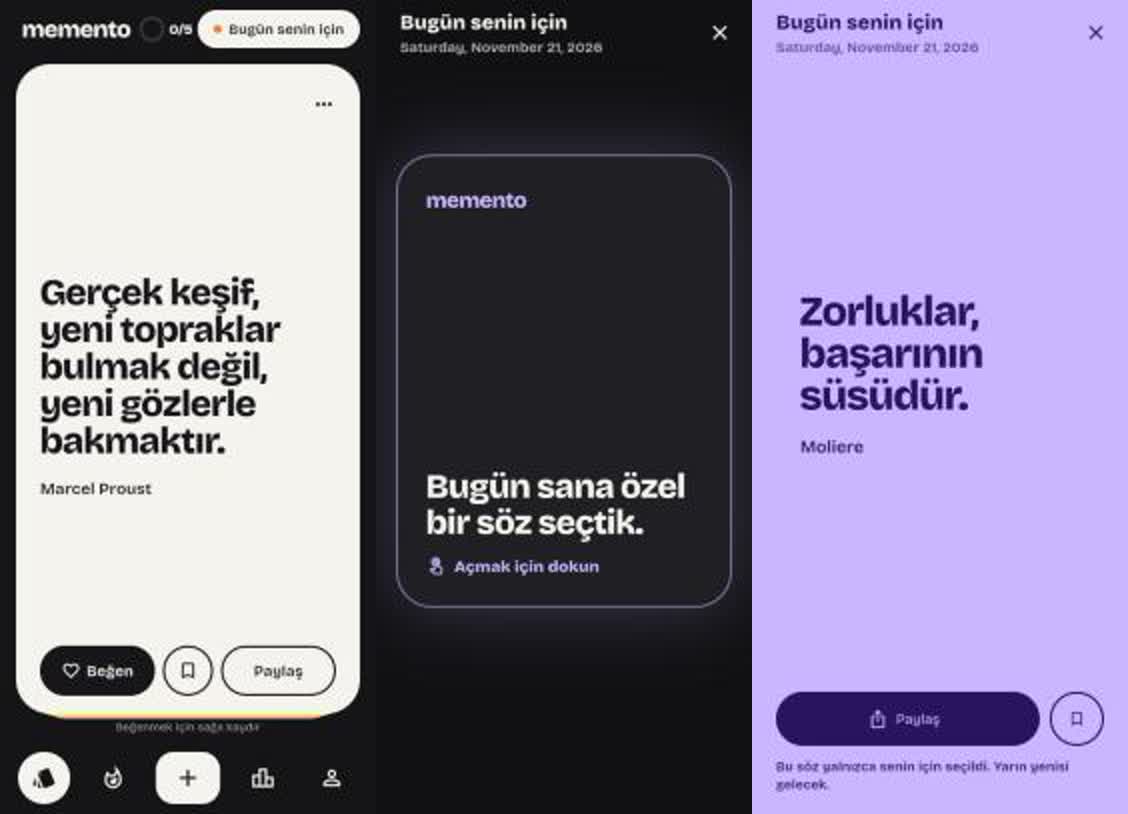 memento
0/5
Bugün senin için
Gerçek keşif,
yeni topraklar
bulmak değil,
yeni gözlerle
bakmaktır.
Marcel Proust
Beğen
Paylaş
Beğenmek için sağa kaydır
Bugün senin için
Saturday, November 21, 2026
memento
Bugün sana özel
bir söz seçtik.
Açmak için dokun
Bugün senin için
Saturday, November 21, 2026
Zorluklar,
başarının
süsüdür.
Moliere
Paylaş
Bu söz yalnızca senin için seçildi. Yarın yenisi
gelecek.